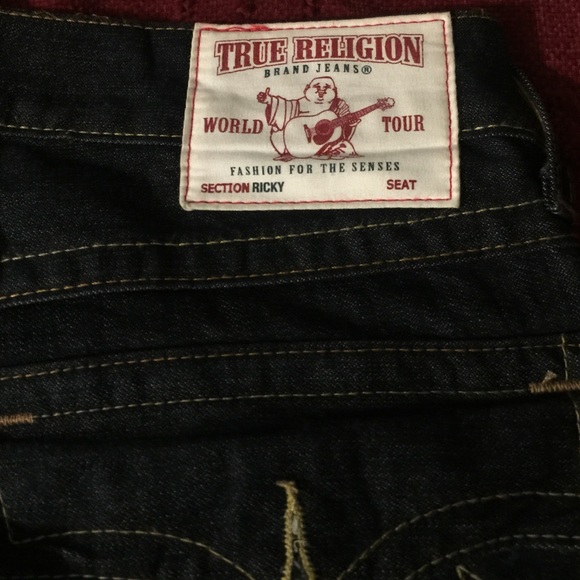 TRUE RELIGION
BRAND JEANS®
WORLD TOUR
FASHION FOR THE SENSES
SECTION RICKY SEAT